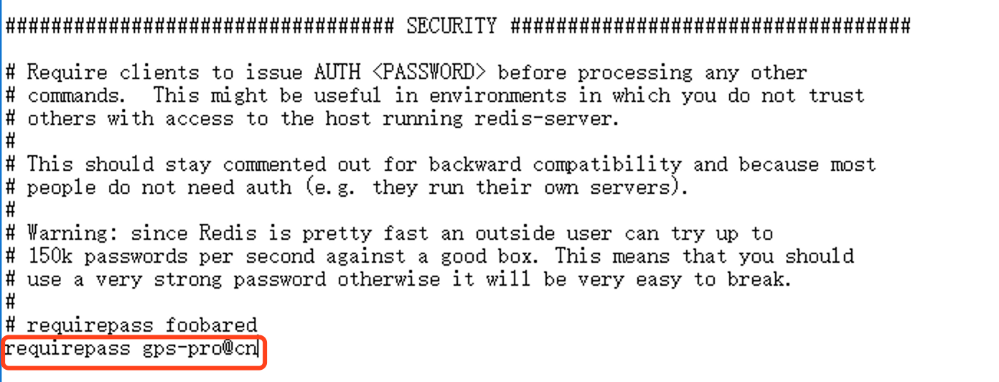 ################################## SECURITY ###################################
# Require clients to issue AUTH <PASSWORD> before processing any other
# commands.  This might be useful in environments in which you do not trust
# others with access to the host running redis-server.
#
# This should stay commented out for backward compatibility and because most
# people do not need auth (e.g. they run their own servers).
#
# Warning: since Redis is pretty fast an outside user can try up to
# 150k passwords per second against a good box. This means that you should
# use a very strong password otherwise it will be very easy to break.
#
# requirepass foobared
requirepass gps-pro@cn